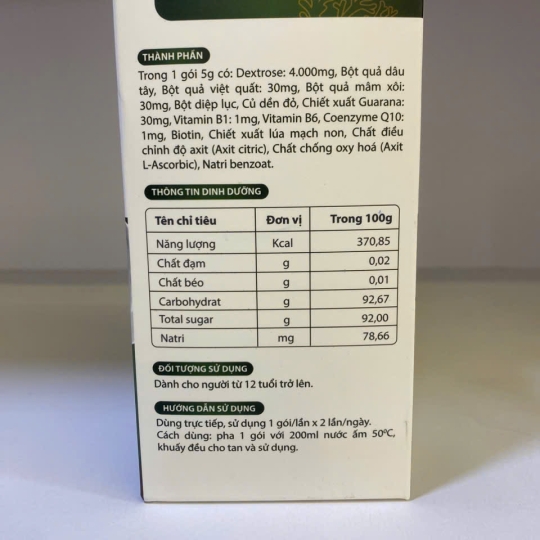 THÀNH PHẦN
Trong 1 gói 5g có: Dextrose: 4.000mg, Bột quả dâu
tây, Bột quả việt quất: 30mg, Bột quả mâm xôi:
30mg, Bột diệp lục, Củ dền đỏ, Chiết xuất Guarana:
30mg, Vitamin B1: 1mg, Vitamin B6, Coenzyme Q10:
1mg, Biotin, Chiết xuất lúa mạch non, Chất điều
chỉnh độ axit (Axit citric), Chất chống oxy hoá (Axit
L-Ascorbic), Natri benzoat.
THÔNG TIN DINH DƯỠNG
Tên chỉ tiêu Đơn vị Trong 100g
Năng lượng Kcal 370,85
Chất đạm g 0,02
Chất béo g 0,01
Carbohydrat g 92,67
Total sugar g 92,00
Natri mg 78,66
ĐỐI TƯỢNG SỬ DỤNG
Dành cho người từ 12 tuổi trở lên.
HƯỚNG DẪN SỬ DỤNG
Dùng trực tiếp, sử dụng 1 gói/lần x 2 lần/ngày.
Cách dùng: pha 1 gói với 200ml nước ấm 50⁰C,
khuấy đều cho tan và sử dụng.